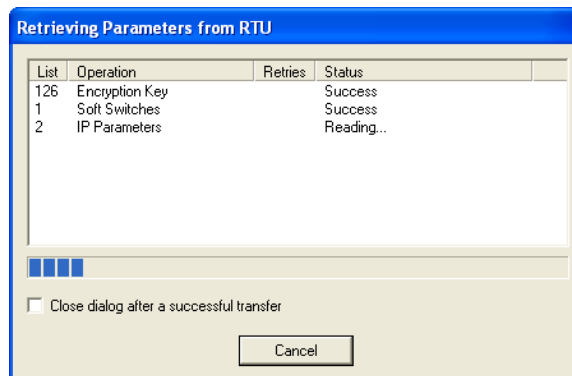 Retrieving Parameters from RTU
List Operation Retries Status
126 Encryption Key Success
1 Soft Switches Success
2 IP Parameters Reading...
Close dialog after a successful transfer
Cancel